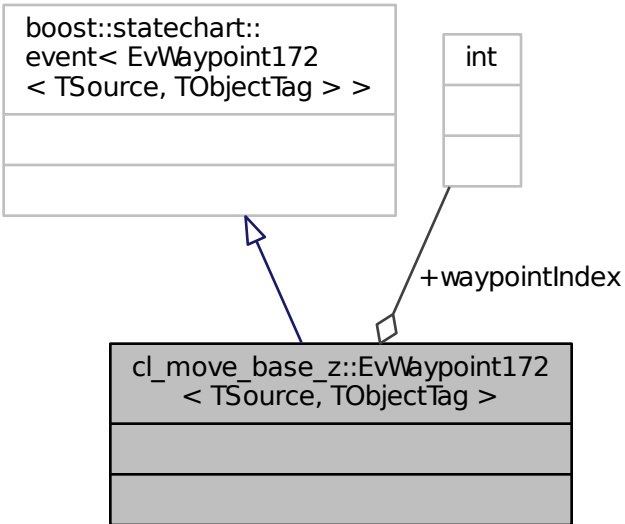 boost::statechart::
event< EvWaypoint172
< TSource, TObjectTag > >
int
+waypointIndex
cl_move_base_z::EvWaypoint172
< TSource, TObjectTag >